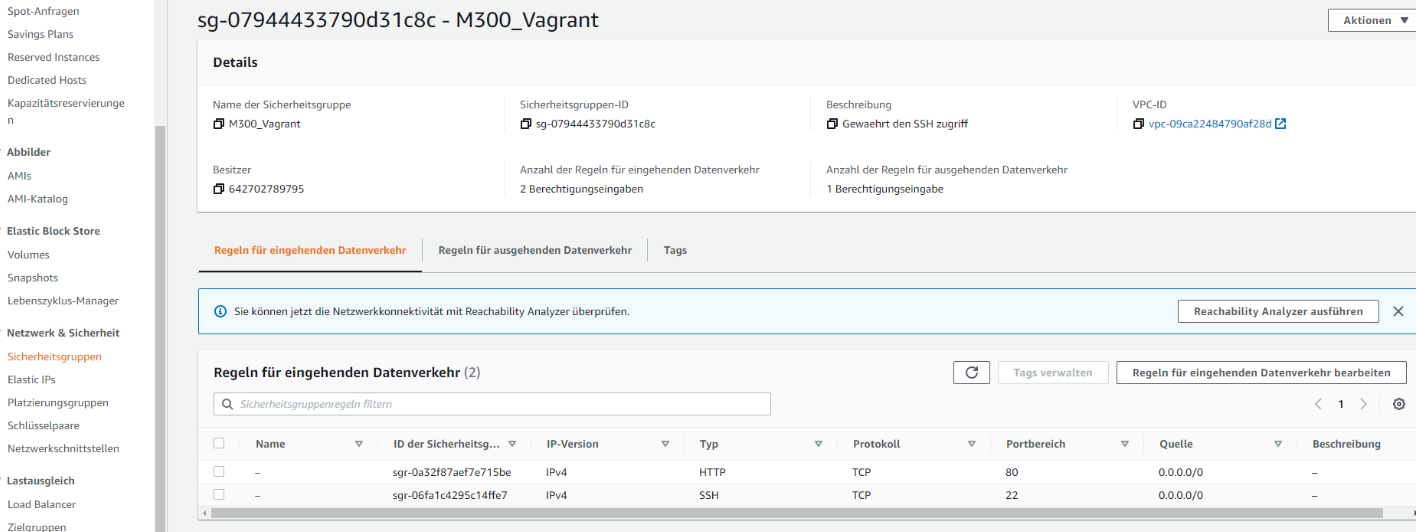 Spot-Anfragen
Savings Plans
Reserved Instances
Dedicated Hosts
Kapazitätsreservierunge
n
Abbilder
AMIs
AMI-Katalog
Elastic Block Store
Volumes
Snapshots
Lebenszyklus-Manager
Netzwerk & Sicherheit
Sicherheitsgruppen
Elastic IPs
Platzierungsgruppen
Schlüsselpaare
Netzwerkschnittstellen
Lastausgleich
Load Balancer
Zielgruppen
sg-07944433790d31c8c - M300_Vagrant
Aktionen
Details
Name der Sicherheitsgruppe
M300_Vagrant
Sicherheitsgruppen-ID
sg-07944433790d31c8c
Beschreibung
Gewaehrt den SSH zugriff
VPC-ID
vpc-09ca22484790af28d
Besitzer
642702789795
Anzahl der Regeln für eingehenden Datenverkehr
2 Berechtigungseingaben
Anzahl der Regeln für ausgehenden Datenverkehr
1 Berechtigungseingabe
Regeln für eingehenden Datenverkehr Regeln für ausgehenden Datenverkehr Tags
Sie können jetzt die Netzwerkkonnektivität mit Reachability Analyzer überprüfen. Reachability Analyzer ausführen
Regeln für eingehenden Datenverkehr (2) Tags verwalten Regeln für eingehenden Datenverkehr bearbeiten
Sicherheitsgruppenregeln filtern 1
Name ID der Sicherheitsg... IP-Version Typ Protokoll Portbereich Quelle Beschreibung
– sgr-0a32f87aef7e715be IPv4 HTTP TCP 80 0.0.0.0/0 –
– sgr-06fa1c4295c14ffe7 IPv4 SSH TCP 22 0.0.0.0/0 –